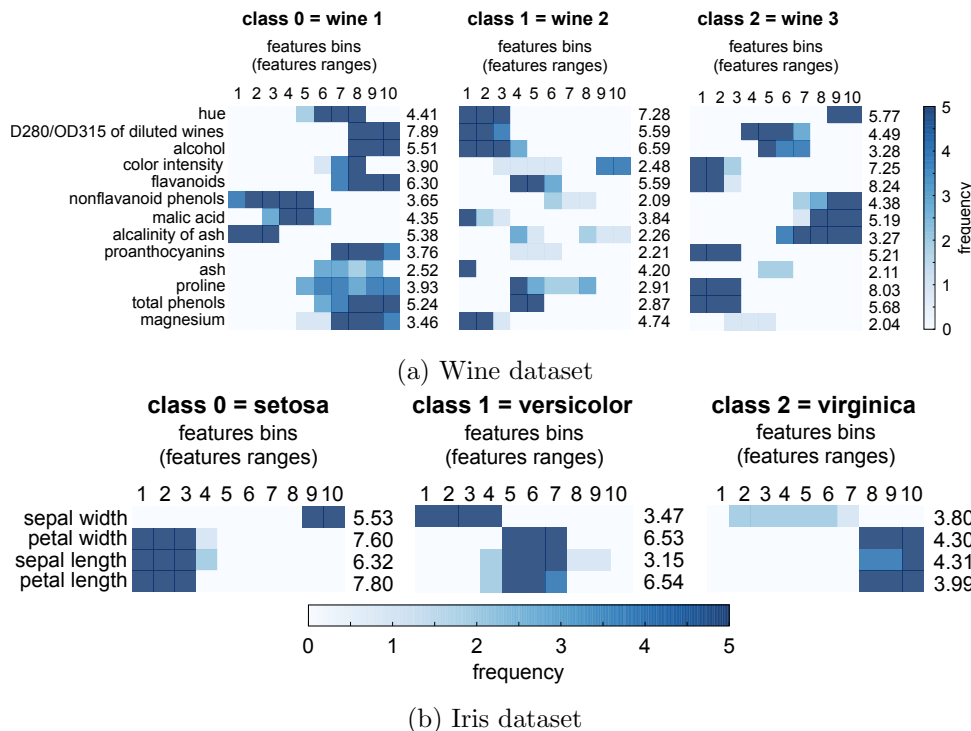 class 0 = wine 1 class 1 = wine 2 class 2 = wine 3
features bins features bins features bins
(features ranges) (features ranges) (features ranges)
1 2 3 4 5 6 7 8 9 10 1 2 3 4 5 6 7 8 9 10 1 2 3 4 5 6 7 8 9 10
hue 4.41 7.28 5.77
D280/OD315 of diluted wines 7.89 5.59 4.49
alcohol 5.51 6.59 3.28
color intensity 3.90 2.48 7.25
flavanoids 6.30 5.59 8.24
nonflavanoid phenols 3.65 2.09 4.38
malic acid 4.35 3.84 5.19
alcalinity of ash 5.38 2.26 3.27
proanthocyanins 3.76 2.21 5.21
ash 2.52 4.20 2.11
proline 3.93 2.91 8.03
total phenols 5.24 2.87 5.68
magnesium 3.46 4.74 2.04
5
4
3
2
1
0
frequency
(a) Wine dataset
class 0 = setosa class 1 = versicolor class 2 = virginica
features bins features bins features bins
(features ranges) (features ranges) (features ranges)
1 2 3 4 5 6 7 8 9 10 1 2 3 4 5 6 7 8 9 10 1 2 3 4 5 6 7 8 9 10
sepal width 5.53 3.47 3.80
petal width 7.60 6.53 4.30
sepal length 6.32 3.15 4.31
petal length 7.80 6.54 3.99
0 1 2 3 4 5
frequency
(b) Iris dataset